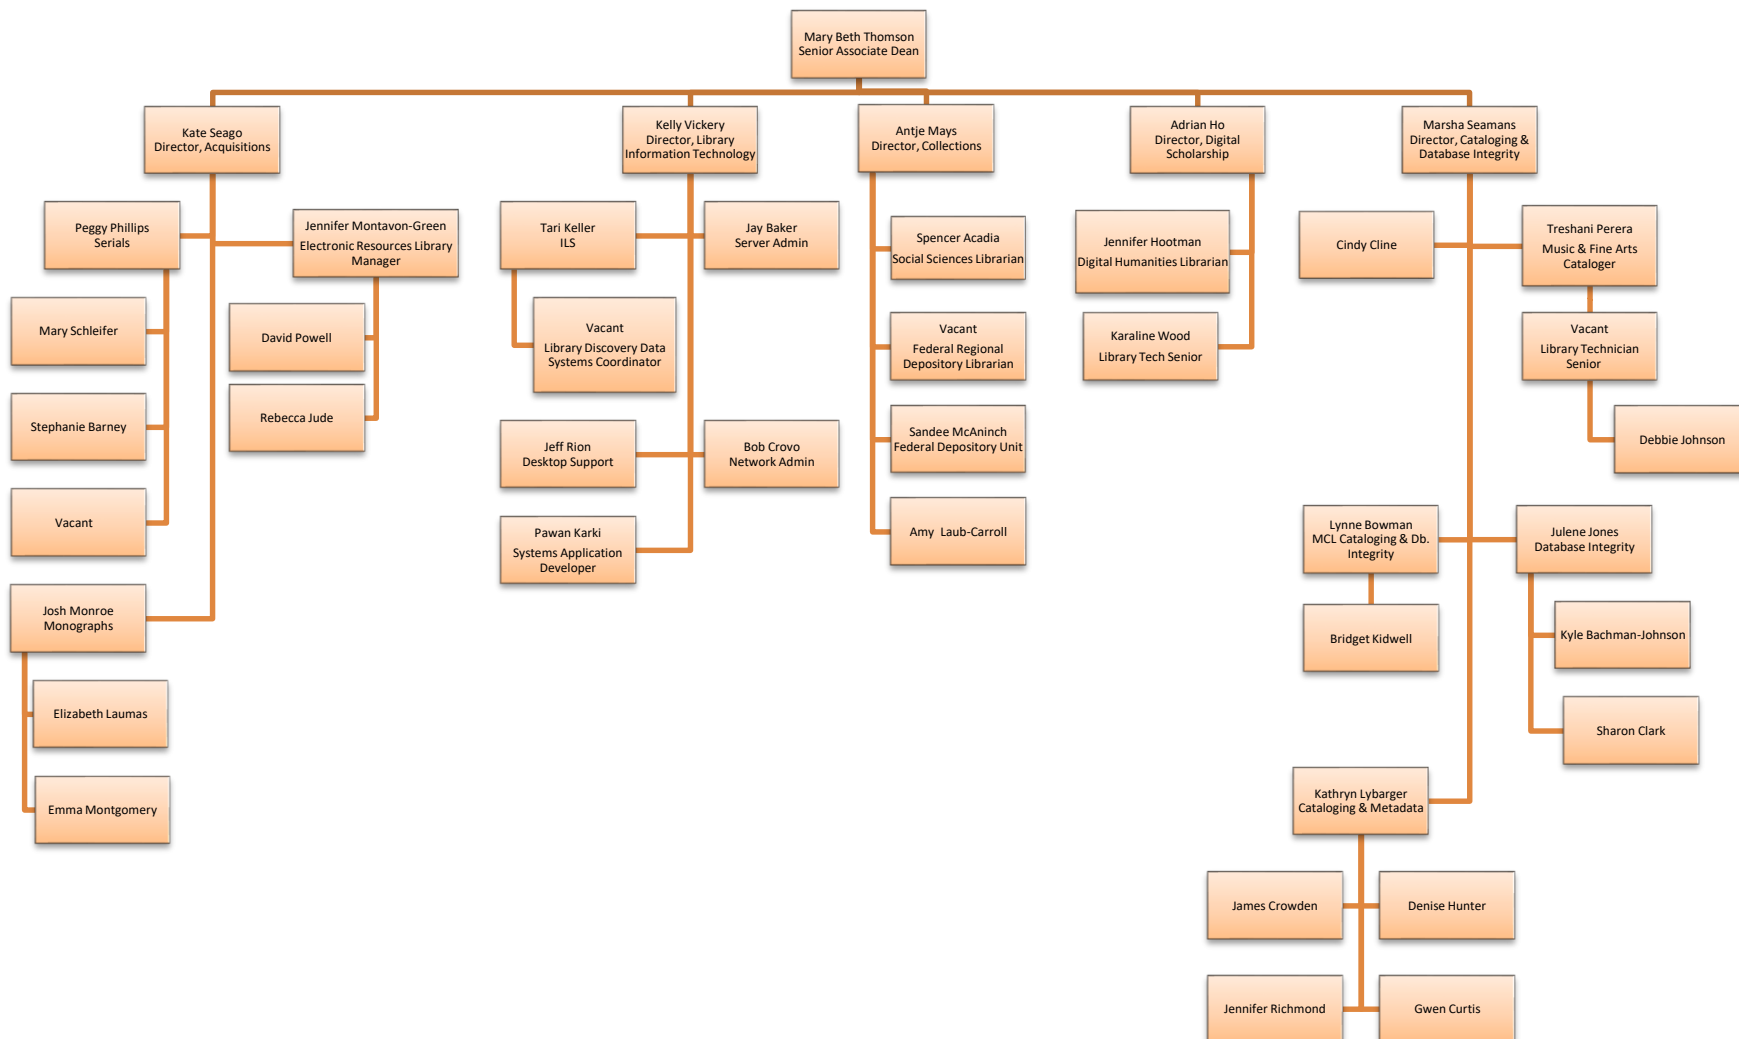 Mary Beth Thomson
Senior Associate Dean
Kate Seago
Director, Acquisitions
Kelly Vickery
Director, Library
Information Technology
Antje Mays
Director, Collections
Adrian Ho
Director, Digital
Scholarship
Marsha Seamans
Director, Cataloging &
Database Integrity
Peggy Phillips
Serials
Jennifer Montavon-Green
Electronic Resources Library
Manager
Mary Schleifer
David Powell
Stephanie Barney
Rebecca Jude
Vacant
Josh Monroe
Monographs
Elizabeth Laumas
Emma Montgomery
Tari Keller
ILS
Jay Baker
Server Admin
Vacant
Library Discovery Data
Systems Coordinator
Jeff Rion
Desktop Support
Bob Crovo
Network Admin
Pawan Karki
Systems Application
Developer
Spencer Acadia
Social Sciences Librarian
Vacant
Federal Regional
Depository Librarian
Sandee McAninch
Federal Depository Unit
Amy  Laub-Carroll
Jennifer Hootman
Digital Humanities Librarian
Karaline Wood
Library Tech Senior
Cindy Cline
Treshani Perera
Music & Fine Arts
Cataloger
Vacant
Library Technician
Senior
Debbie Johnson
Lynne Bowman
MCL Cataloging & Db.
Integrity
Julene Jones
Database Integrity
Bridget Kidwell
Kyle Bachman-Johnson
Sharon Clark
Kathryn Lybarger
Cataloging & Metadata
James Crowden
Denise Hunter
Jennifer Richmond
Gwen Curtis